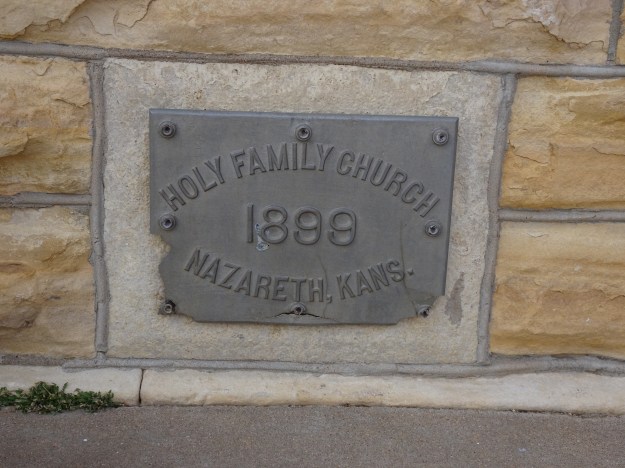 HOLY FAMILY CHURCH
1899
NAZARETH, KANS.